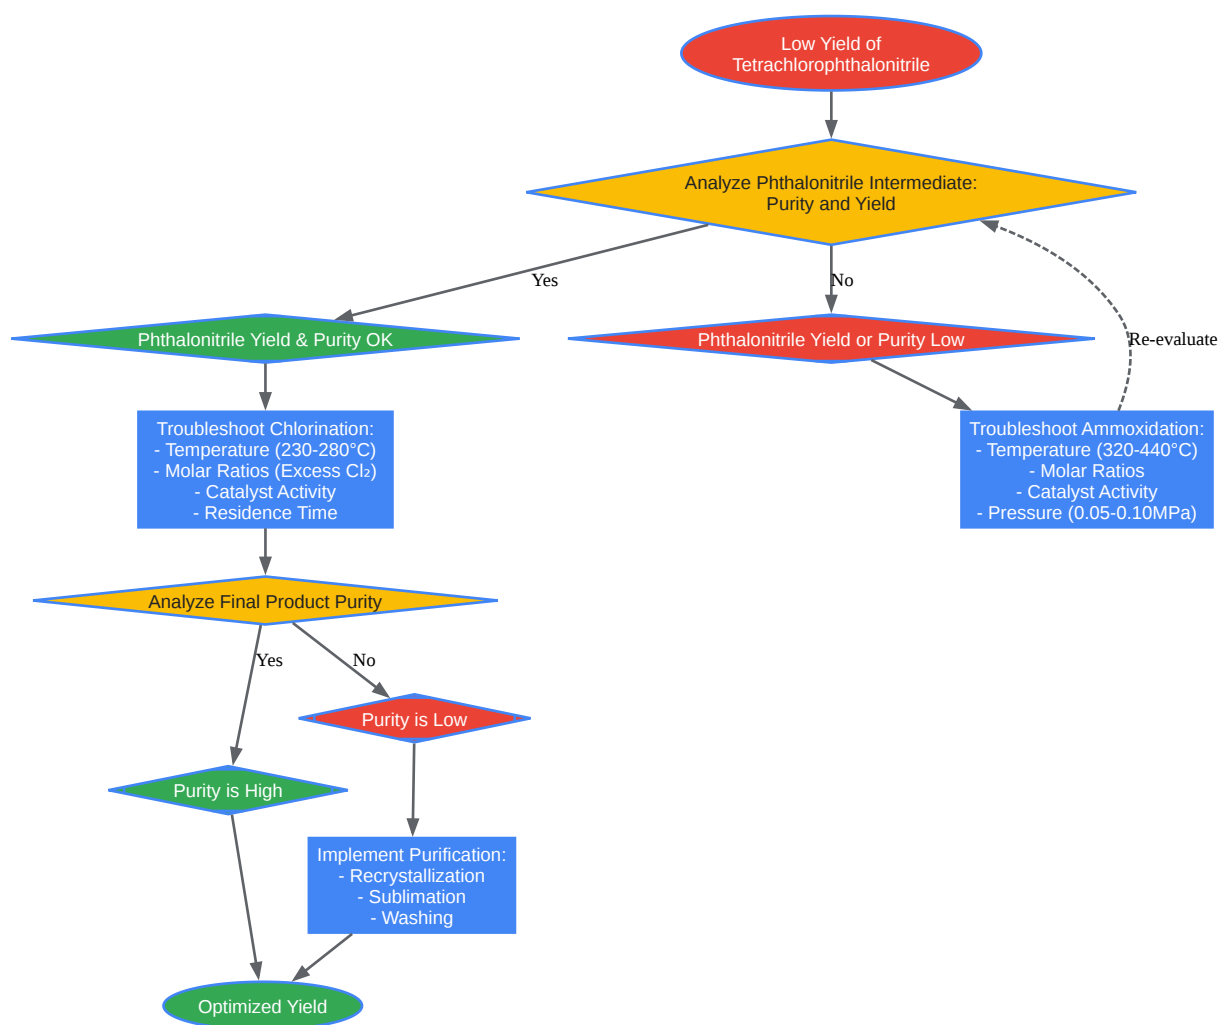 Low Yield of
Tetrachlorophthalonitrile
Analyze Phthalonitrile Intermediate:
Purity and Yield
Yes
No
Phthalonitrile Yield & Purity OK
Phthalonitrile Yield or Purity Low
Re-evaluate
Troubleshoot Chlorination:
- Temperature (230-280°C)
- Molar Ratios (Excess Cl₂)
- Catalyst Activity
- Residence Time
Troubleshoot Ammoxidation:
- Temperature (320-440°C)
- Molar Ratios
- Catalyst Activity
- Pressure (0.05-0.10MPa)
Analyze Final Product Purity
Yes
No
Purity is Low
Purity is High
Implement Purification:
- Recrystallization
- Sublimation
- Washing
Optimized Yield